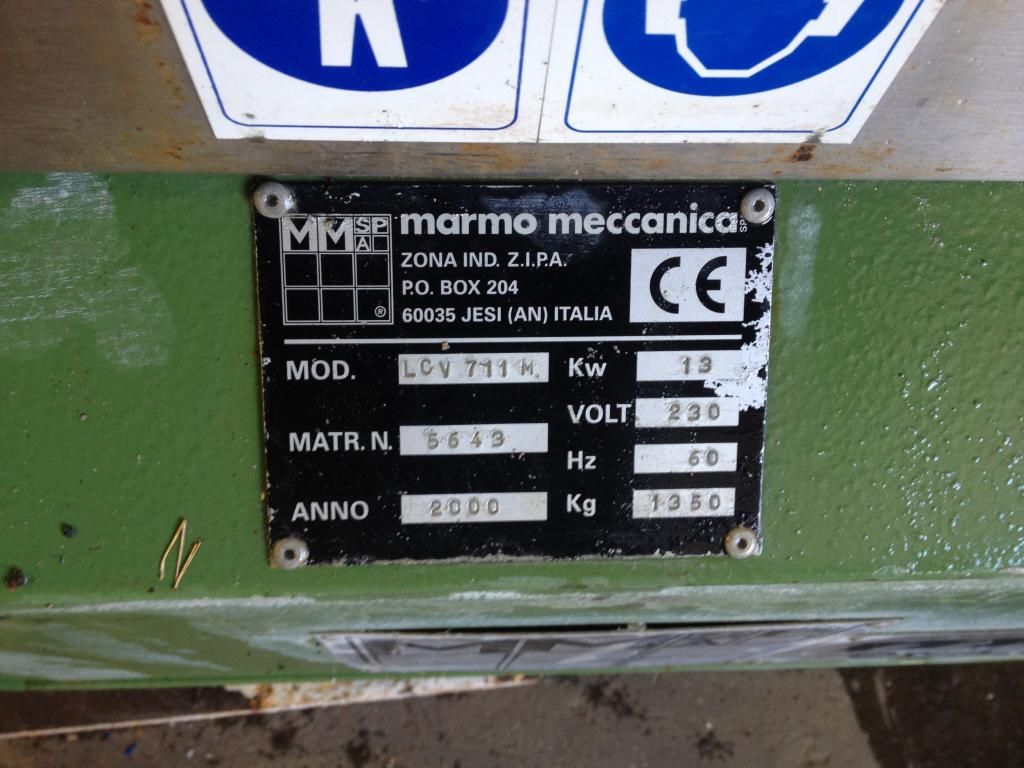 MM SPA
marmo meccanica SPA
ZONA IND. Z.I.P.A.
P.O. BOX 204
60035 JESI (AN) ITALIA
®
CE
MOD. LCV 711 M.
Kw 13
VOLT 230
MATR. N. 5643
Hz 60
ANNO 2000
Kg 1350